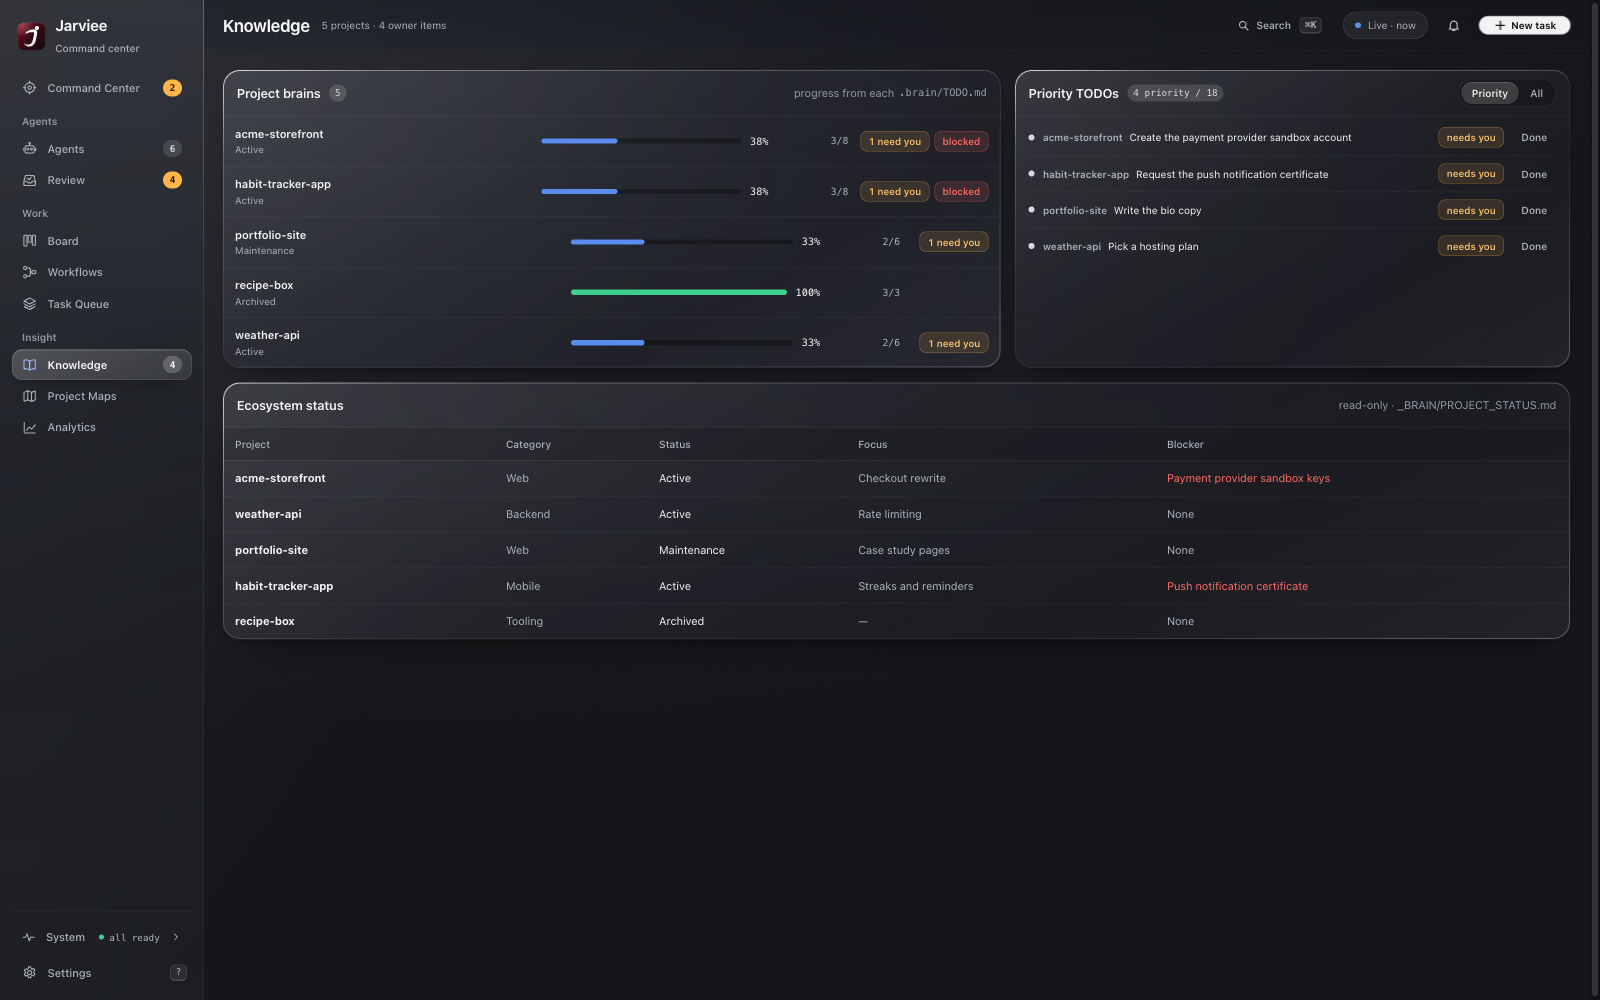 Jarviee
Command center
Command Center 2
Agents
Agents 6
Review 4
Work
Board
Workflows
Task Queue
Insight
Knowledge 4
Project Maps
Analytics
System all ready
Settings ?
Knowledge 5 projects · 4 owner items
Search ⌘K Live · now + New task
Project brains 5 progress from each .brain/TODO.md
acme-storefront
Active
38% 3/8 1 need you blocked
habit-tracker-app
Active
38% 3/8 1 need you blocked
portfolio-site
Maintenance
33% 2/6 1 need you
recipe-box
Archived
100% 3/3
weather-api
Active
33% 2/6 1 need you
Priority TODOs 4 priority / 18 Priority All
acme-storefront Create the payment provider sandbox account needs you Done
habit-tracker-app Request the push notification certificate needs you Done
portfolio-site Write the bio copy needs you Done
weather-api Pick a hosting plan needs you Done
Ecosystem status read-only · _BRAIN/PROJECT_STATUS.md
Project Category Status Focus Blocker
acme-storefront Web Active Checkout rewrite Payment provider sandbox keys
weather-api Backend Active Rate limiting None
portfolio-site Web Maintenance Case study pages None
habit-tracker-app Mobile Active Streaks and reminders Push notification certificate
recipe-box Tooling Archived — None